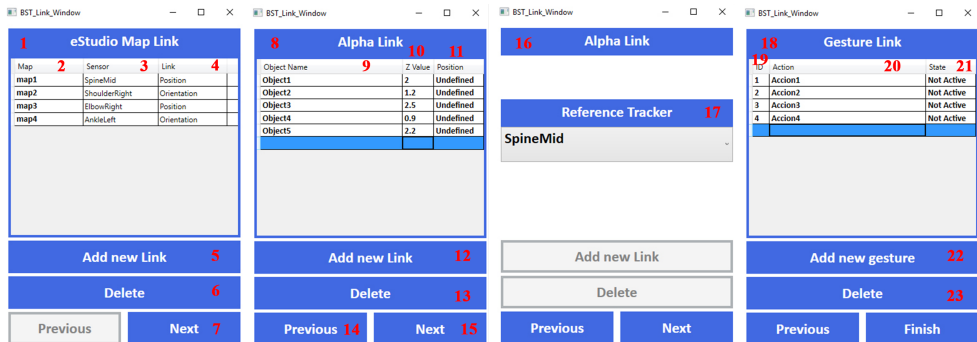 BST_Link_Window
1 eStudio Map Link
Map 2 Sensor 3 Link 4
map1 SpineMid Position
map2 ShoulderRight Orientation
map3 ElbowRight Position
map4 AnkleLeft Orientation
Add new Link 5
Delete 6
Previous Next 7
BST_Link_Window
8 Alpha Link
10 11
Object Name 9 Z Value Position
Object1 2 Undefined
Object2 1.2 Undefined
Object3 2.5 Undefined
Object4 0.9 Undefined
Object5 2.2 Undefined
Add new Link 12
Delete 13
Previous 14 Next 15
BST_Link_Window
16 Alpha Link
Reference Tracker 17
SpineMid
Add new Link
Delete
Previous Next
BST_Link_Window
18 Gesture Link
19
ID Action 20 State 21
1 Accion1 Not Active
2 Accion2 Not Active
3 Accion3 Not Active
4 Accion4 Not Active
Add new gesture 22
Delete 23
Previous Finish